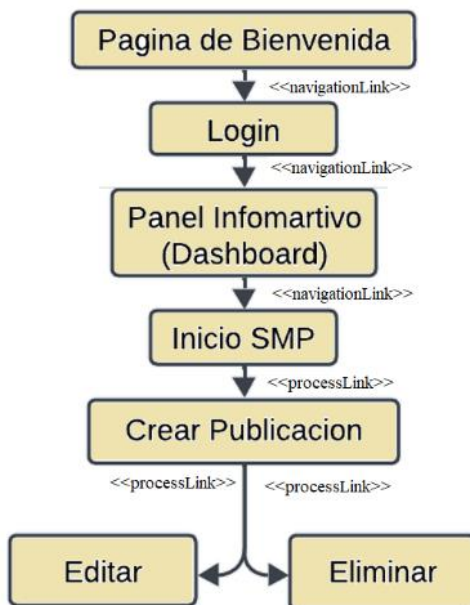 Pagina de Bienvenida
<<navigationLink>>
Login
<<navigationLink>>
Panel Infomartivo
(Dashboard)
<<navigationLink>>
Inicio SMP
<<processLink>>
Crear Publicacion
<<processLink>>
<<processLink>>
Editar
Eliminar